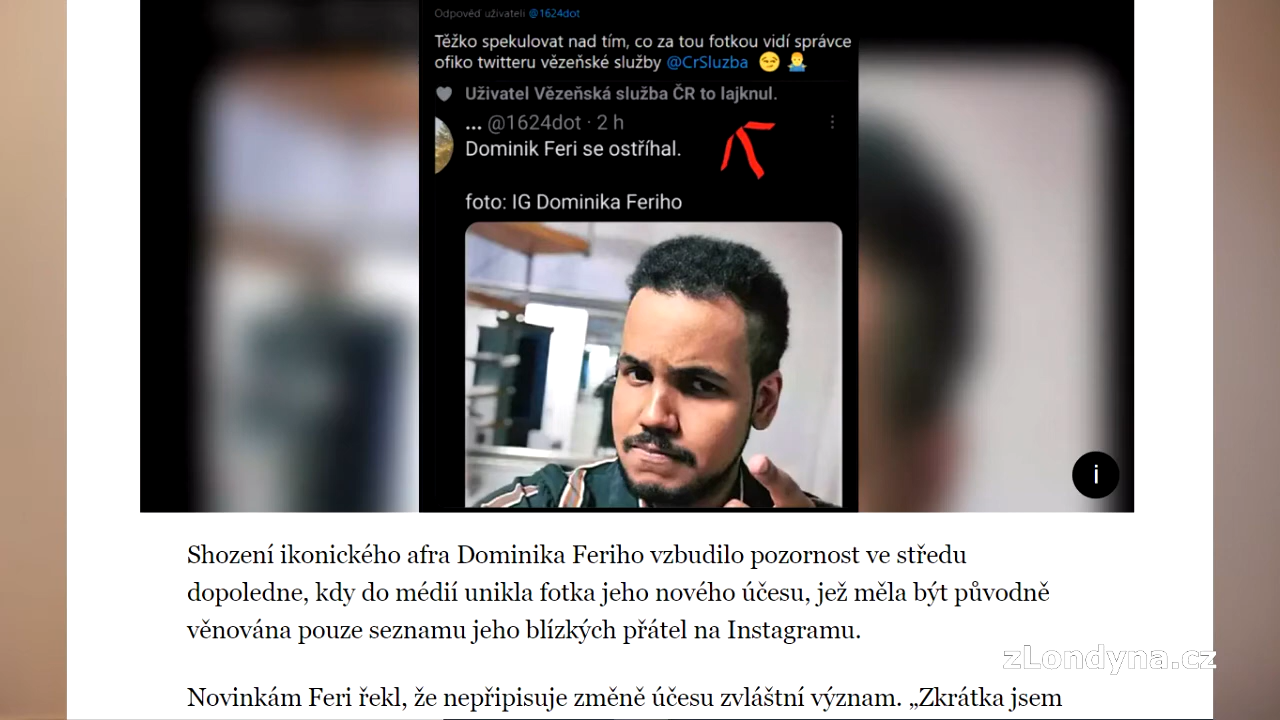 Odpověď uživateli @1624dot
Těžko spekulovat nad tím, co za tou fotkou vidí správce
ofiko twitteru vězeňské služby @CrSluzba
Uživatel Vězeňská služba ČR to lajknul.
... @1624dot · 2 h
Dominik Feri se ostříhal.
foto: IG Dominika Feriho
i
Shození ikonického afra Dominika Feriho vzbudilo pozornost ve středu
dopoledne, kdy do médií unikla fotka jeho nového účesu, jež měla být původně
věnována pouze seznamu jeho blízkých přátel na Instagramu.
zLondyna.cz
Novinkám Feri řekl, že nepřipisuje změně účesu zvláštní význam. „Zkrátka jsem